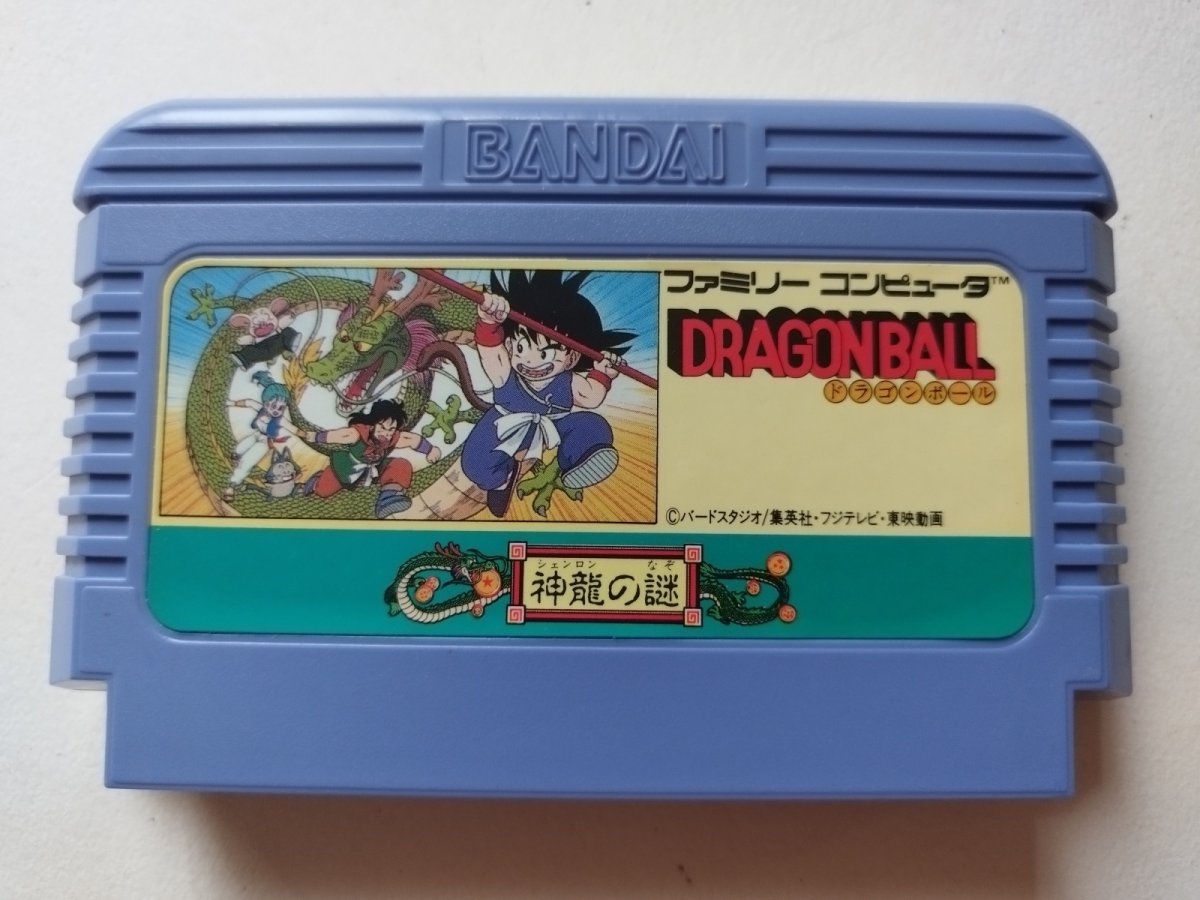 BANDAI
ファミリー コンピュータ™
DRAGONBALL
ドラゴンボール
©バードスタジオ/集英社・フジテレビ・東映動画
シェンロン なぞ
神龍の謎